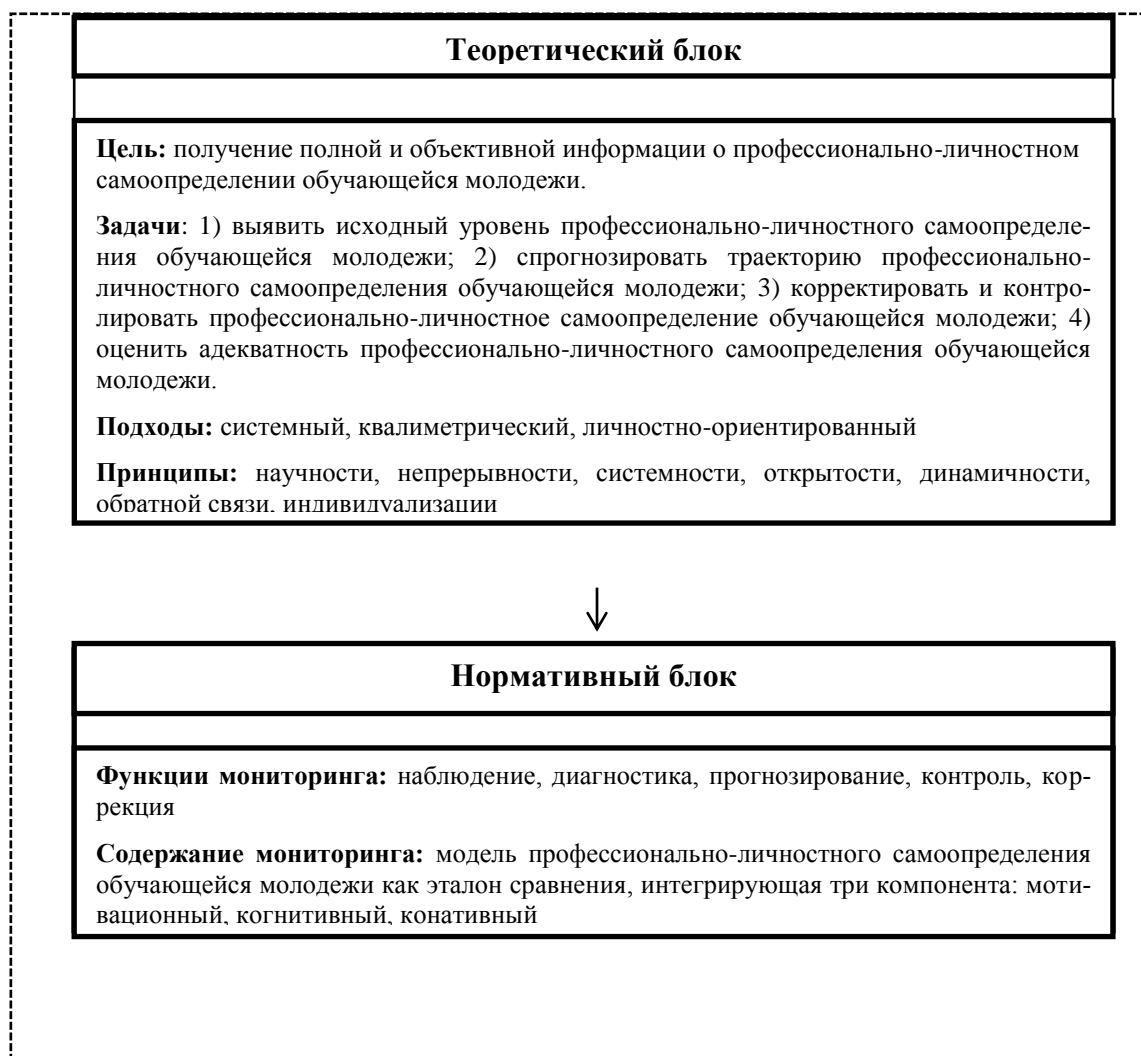 Теоретический блок
Цель: получение полной и объективной информации о профессионально-личностном
самоопределении обучающейся молодежи.
Задачи: 1) выявить исходный уровень профессионально-личностного самоопределе-
ния обучающейся молодежи; 2) спрогнозировать траекторию профессионально-
личностного самоопределения обучающейся молодежи; 3) корректировать и контро-
лировать профессионально-личностное самоопределение обучающейся молодежи; 4)
оценить адекватность профессионально-личностного самоопределения обучающейся
молодежи.
Подходы: системный, квалиметрический, личностно-ориентированный
Принципы: научности, непрерывности, системности, открытости, динамичности,
обратной связи, индивидуализации
Нормативный блок
Функции мониторинга: наблюдение, диагностика, прогнозирование, контроль, кор-
рекция
Содержание мониторинга: модель профессионально-личностного самоопределения
обучающейся молодежи как эталон сравнения, интегрирующая три компонента: моти-
вационный, когнитивный, конативный